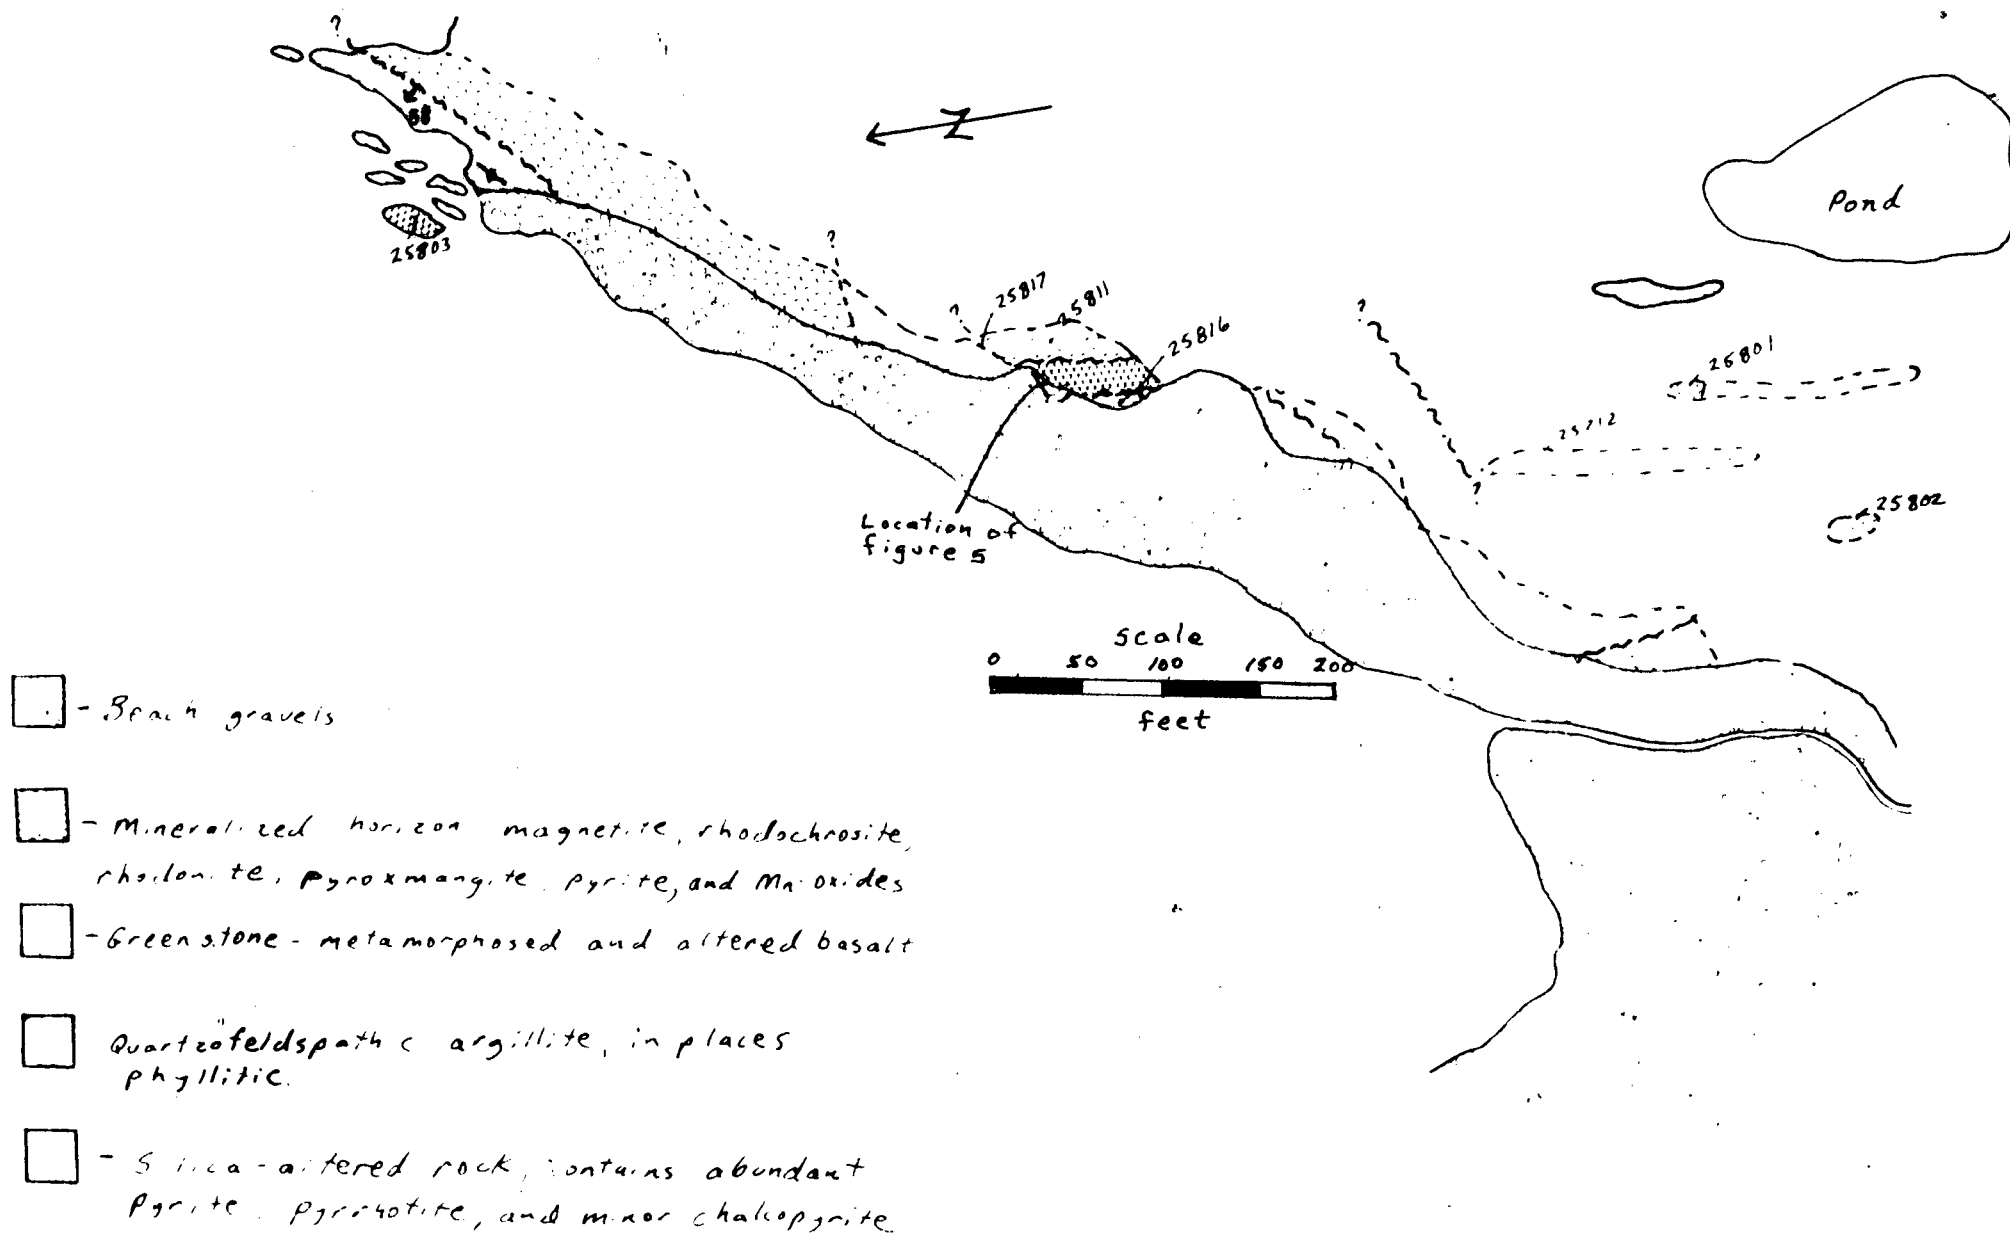 ?
58
25803
N
Pond
?
?
25817
25811
25816
?
25801
25712
?
25802
Location of
figure 5
scale
0 50 100 150 200
feet
- Beach gravels
- Mineralized horizon magnetite, rhodochrosite,
rhodonite, pyroxmangite pyrite, and Mn-oxides
- Greenstone - metamorphosed and altered basalt
Quartzofeldspathic argillite, in places
phyllitic.
- Silica-altered rock, contains abundant
pyrite pyrrhotite, and minor chalcopyrite